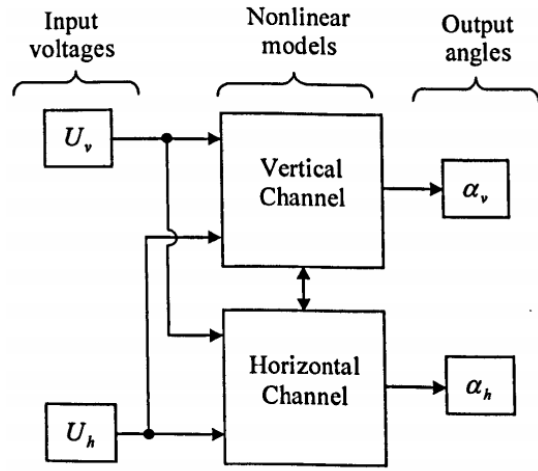 Input
voltages
Nonlinear
models
Output
angles
U_v
Vertical
Channel
α_v
Horizontal
Channel
α_h
U_h